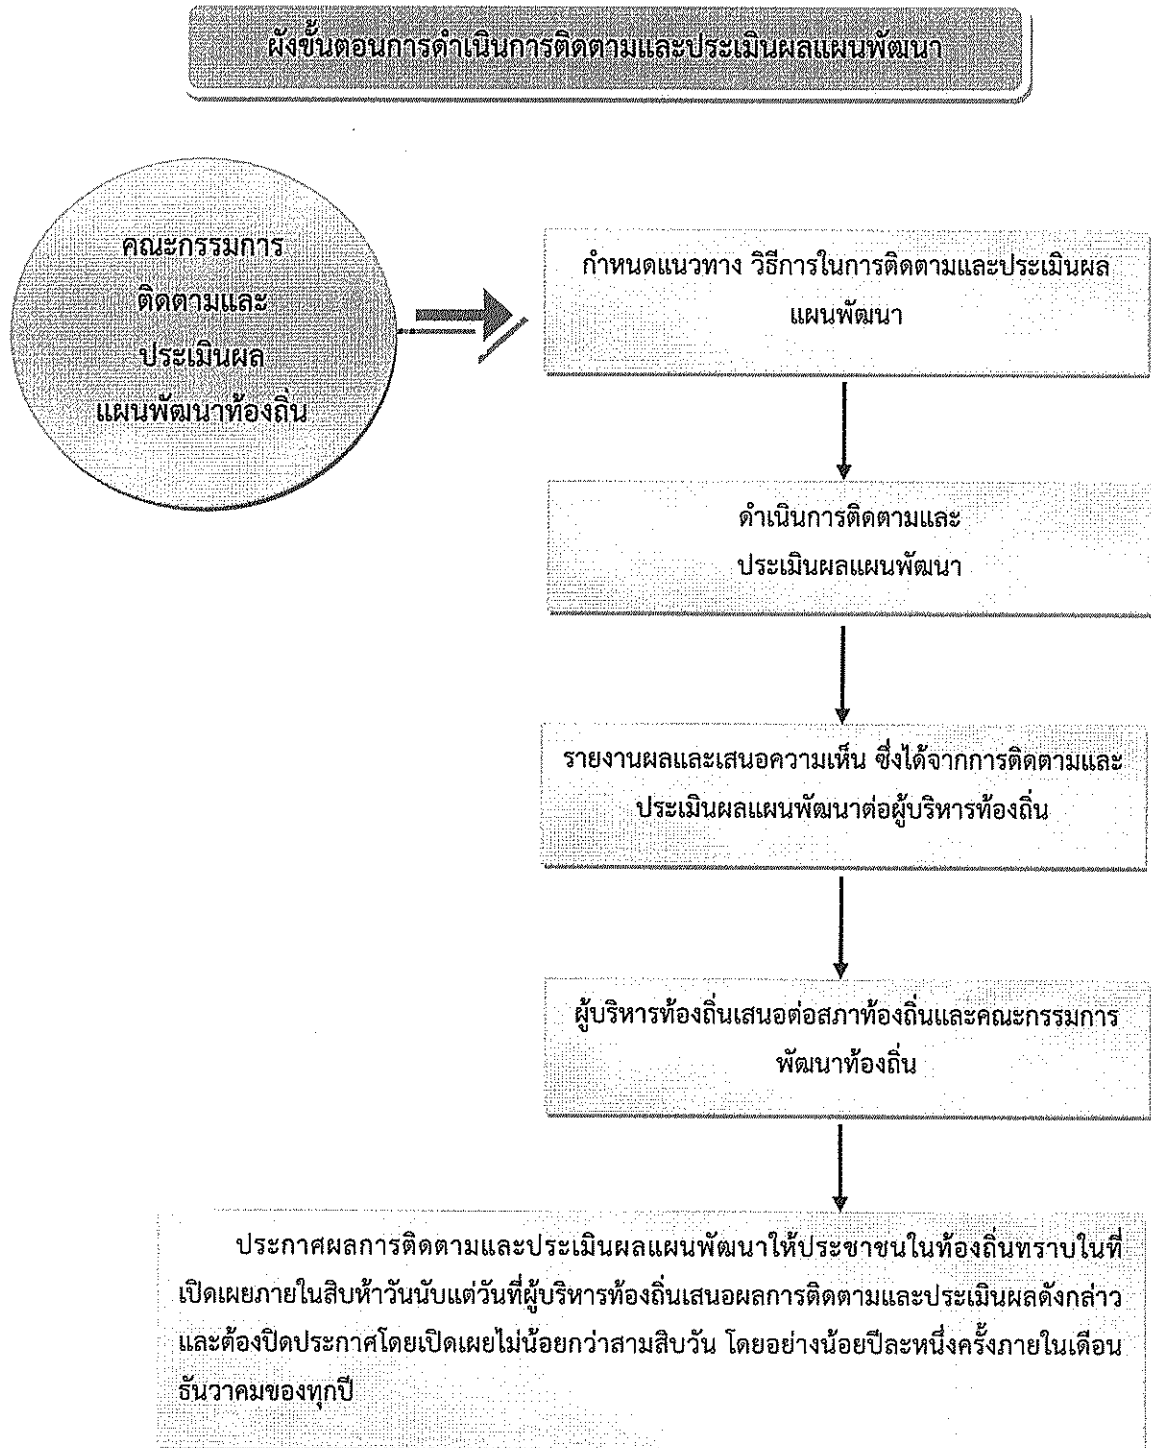 ผังขั้นตอนการดำเนินการติดตามและประเมินผลแผนพัฒนา
คณะกรรมการ
ติดตามและ
ประเมินผล
แผนพัฒนาท้องถิ่น
กำหนดแนวทาง วิธีการในการติดตามและประเมินผล
แผนพัฒนา
ดำเนินการติดตามและ
ประเมินผลแผนพัฒนา
รายงานผลและเสนอความเห็น ซึ่งได้จากการติดตามและ
ประเมินผลแผนพัฒนาต่อผู้บริหารท้องถิ่น
ผู้บริหารท้องถิ่นเสนอต่อสภาท้องถิ่นและคณะกรรมการ
พัฒนาท้องถิ่น
ประกาศผลการติดตามและประเมินผลแผนพัฒนาให้ประชาชนในท้องถิ่นทราบในที่
เปิดเผยภายในสิบห้าวันนับแต่วันที่ผู้บริหารท้องถิ่นเสนอผลการติดตามและประเมินผลดังกล่าว
และต้องปิดประกาศโดยเปิดเผยไม่น้อยกว่าสามสิบวัน โดยอย่างน้อยปีละหนึ่งครั้งภายในเดือน
ธันวาคมของทุกปี